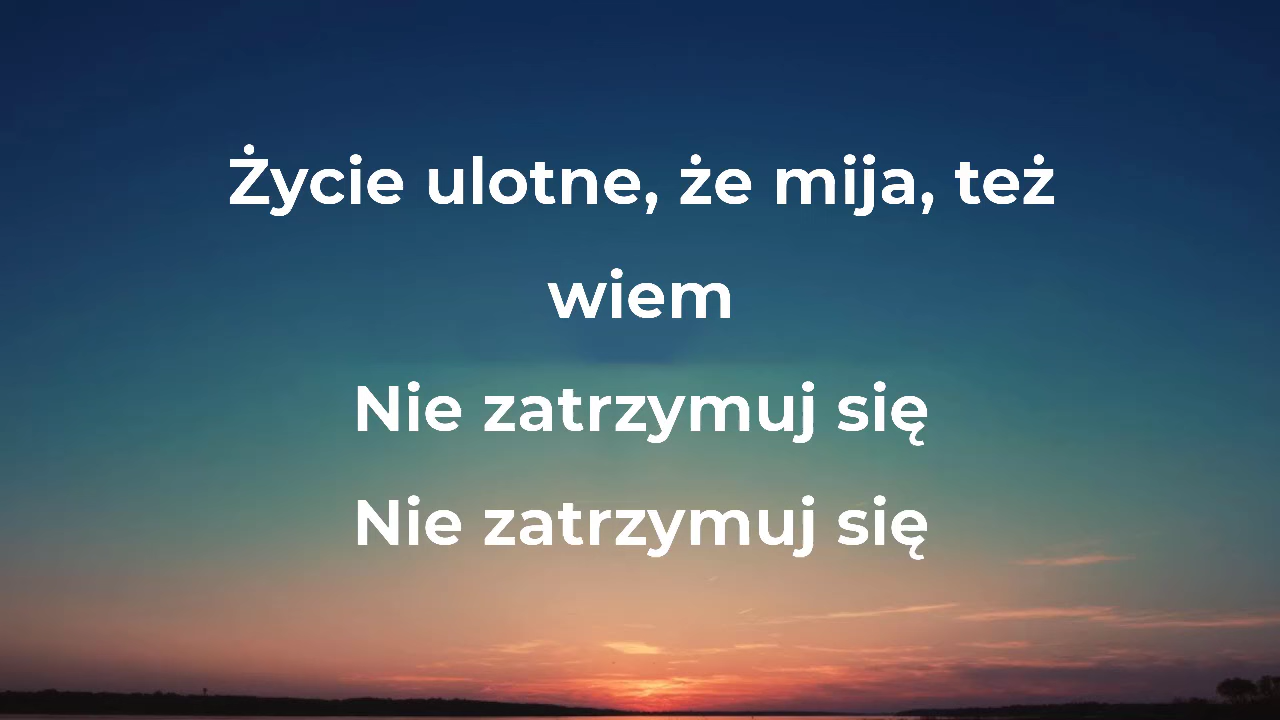 Życie ulotne, że mija, też
wiem
Nie zatrzymuj się
Nie zatrzymuj się